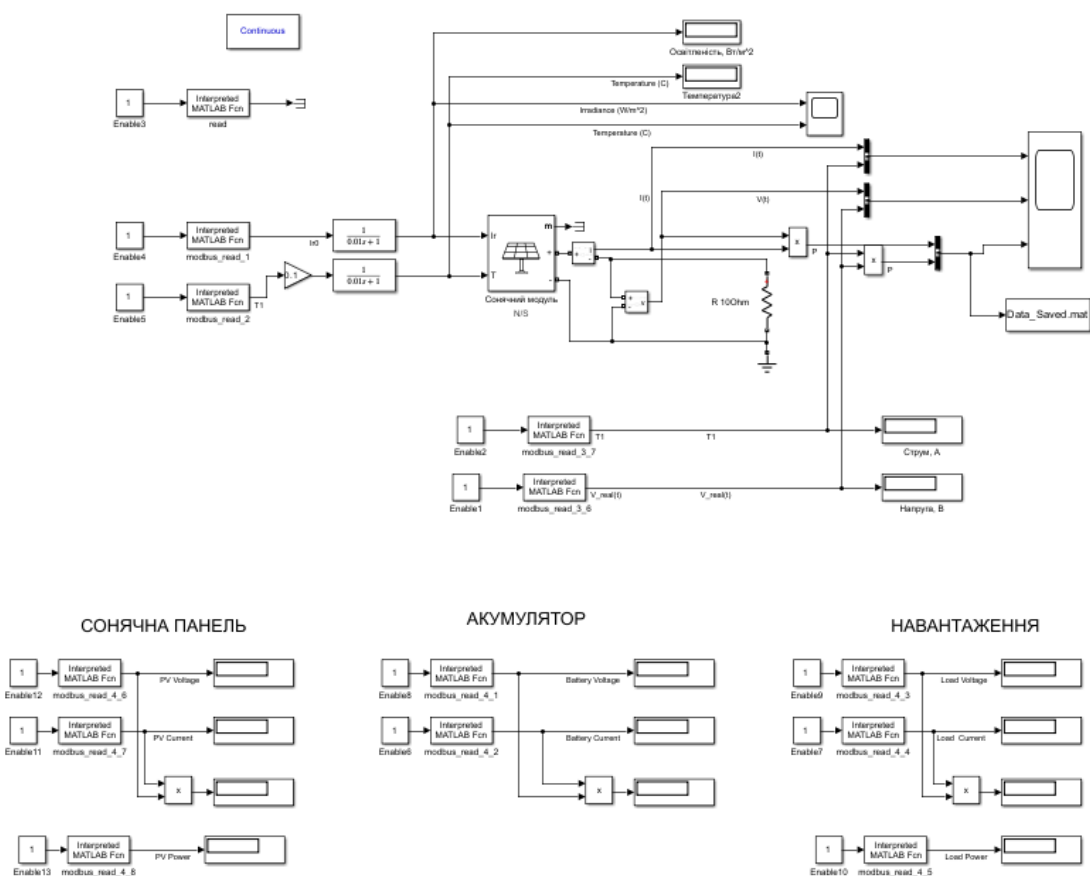 Continuous
Освітленість, Вт/м^2
Temperature (C)
Температура2
1
Interpreted
MATLAB Fcn
Enable3
read
Irradiance (W/m^2)
Temperature (C)
I(t)
I(t)
V(t)
1
Interpreted
MATLAB Fcn
Enable4
modbus_read_1
Ir0
1
0.01s + 1
Ir
m
+
T
-
Сонячний модуль
N/S
+
i
-
+
-
v
x
P
x
P
R 10Ohm
0.1
1
0.01s + 1
1
Interpreted
MATLAB Fcn
Enable5
modbus_read_2
T1
Data_Saved.mat
1
Interpreted
MATLAB Fcn
Enable2
modbus_read_3_7
T1
T1
Струм, А
1
Interpreted
MATLAB Fcn
Enable1
modbus_read_3_6
V_real(t)
V_real(t)
Напруга, В
СОНЯЧНА ПАНЕЛЬ
1
Interpreted
MATLAB Fcn
Enable12
modbus_read_4_6
PV Voltage
1
Interpreted
MATLAB Fcn
Enable11
modbus_read_4_7
PV Current
x
1
Interpreted
MATLAB Fcn
Enable13
modbus_read_4_8
PV Power
АКУМУЛЯТОР
1
Interpreted
MATLAB Fcn
Enable8
modbus_read_4_1
Battery Voltage
1
Interpreted
MATLAB Fcn
Enable6
modbus_read_4_2
Battery Current
x
НАВАНТАЖЕННЯ
1
Interpreted
MATLAB Fcn
Enable9
modbus_read_4_3
Load Voltage
1
Interpreted
MATLAB Fcn
Enable7
modbus_read_4_4
Load Current
x
1
Interpreted
MATLAB Fcn
Enable10
modbus_read_4_5
Load Power